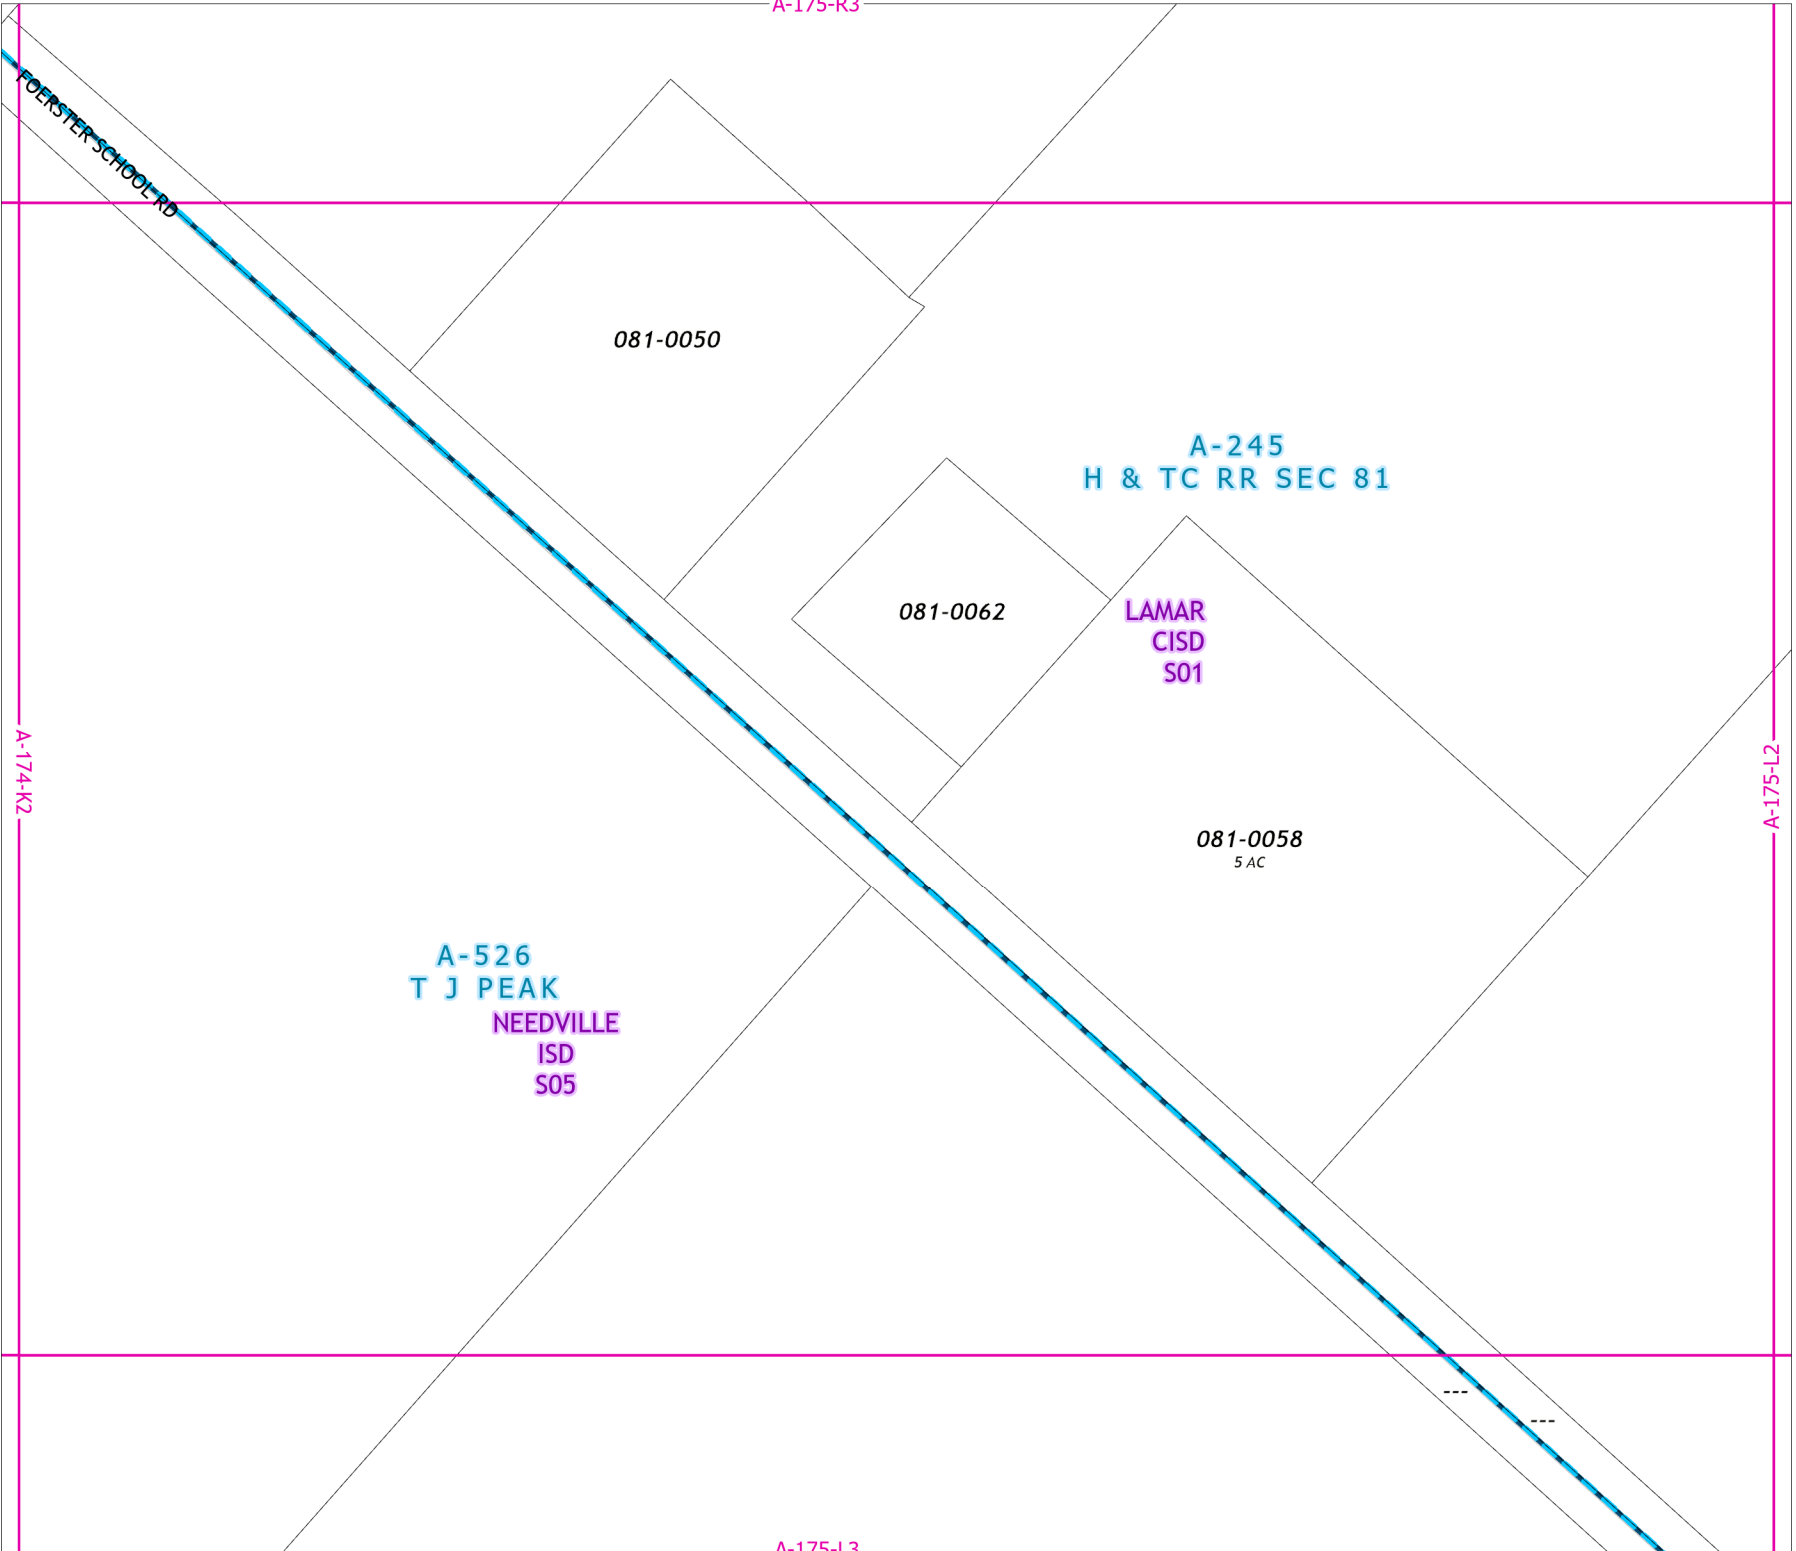 A-175-R3
FOERSTER SCHOOL RD
081-0050
A-245
H & TC RR SEC 81
081-0062
LAMAR
CISD
S01
A-174-K2
A-175-L2
081-0058
5 AC
A-526
T J PEAK
NEEDVILLE
ISD
S05
---
---
A-175-L3